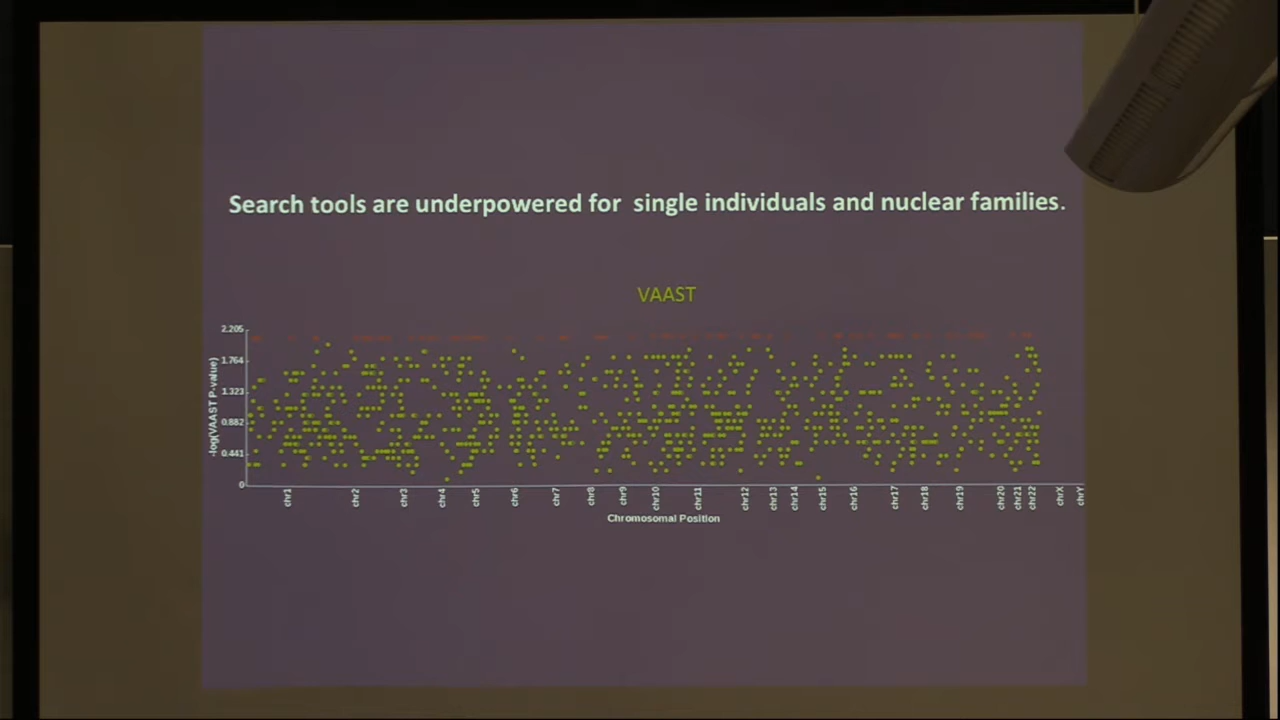 Search tools are underpowered for single individuals and nuclear families.
VAAST
2.205
1.764
1.323
0.882
0.441
0
-log(VAAST P-value)
chr1
chr2
chr3
chr4
chr5
chr6
chr7
chr8
chr9
chr10
chr11
chr12
chr13
chr14
chr15
chr16
chr17
chr18
chr19
chr20
chr21
chr22
chrX
chrY
Chromosomal Position